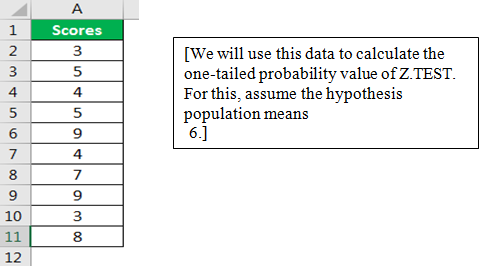 A
1 Scores
2 3
3 5
4 4
5 5
6 9
7 4
8 7
9 9
10 3
11 8
12
[We will use this data to calculate the
one-tailed probability value of Z.TEST.
For this, assume the hypothesis
population means
6.]